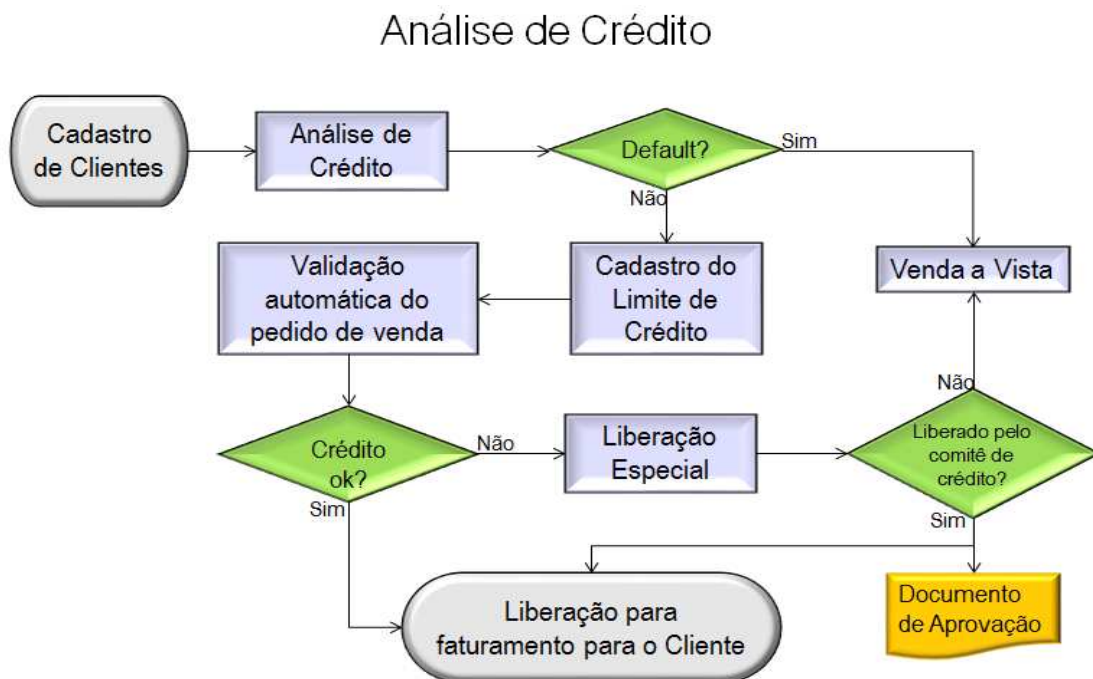 Análise de Crédito
Cadastro
de Clientes
Análise de
Crédito
Default?
Sim
Não
Validação
automática do
pedido de venda
Cadastro do
Limite de
Crédito
Venda a Vista
Crédito
ok?
Não
Sim
Liberação
Especial
Não
Liberado pelo
comitê de
crédito?
Sim
Liberação para
faturamento para o Cliente
Documento
de Aprovação